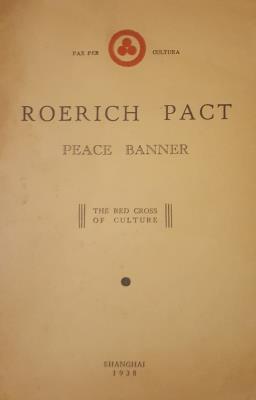 PAX PER CULTURA
ROERICH PACT
PEACE BANNER
THE RED CROSS
OF CULTURE
SHANGHAI
1938